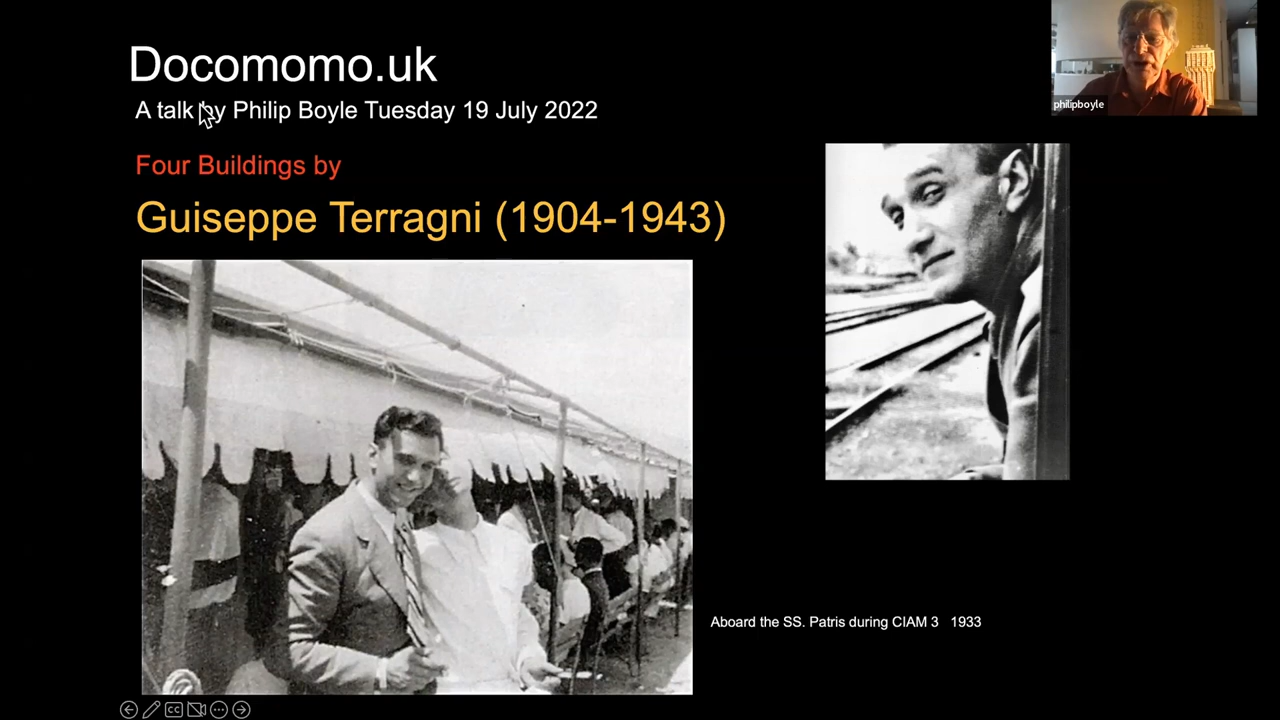 Docomomo.uk
A talk by Philip Boyle Tuesday 19 July 2022
philipboyle
Four Buildings by
Guiseppe Terragni (1904-1943)
Aboard the SS. Patris during CIAM 3 1933
CC